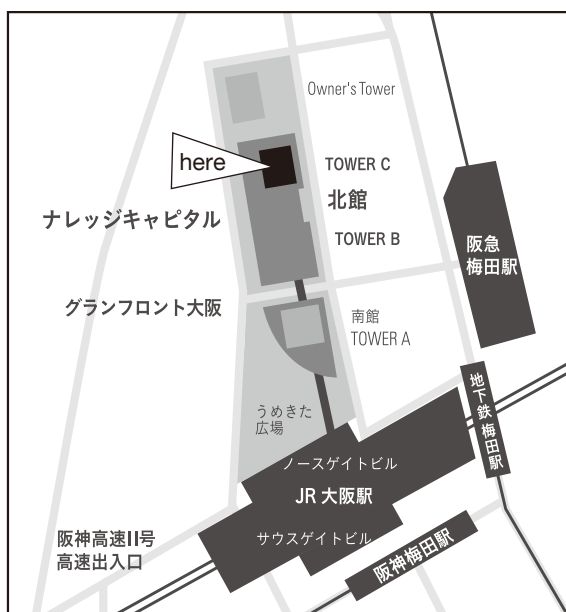 Owner's Tower
here
TOWER C
北館
ナレッジキャピタル
TOWER B
阪急
梅田駅
グランフロント大阪
南館
TOWER A
地下鉄 梅田駅
うめきた
広場
ノースゲイトビル
JR 大阪駅
サウスゲイトビル
阪神高速II号
高速出入口
阪神梅田駅